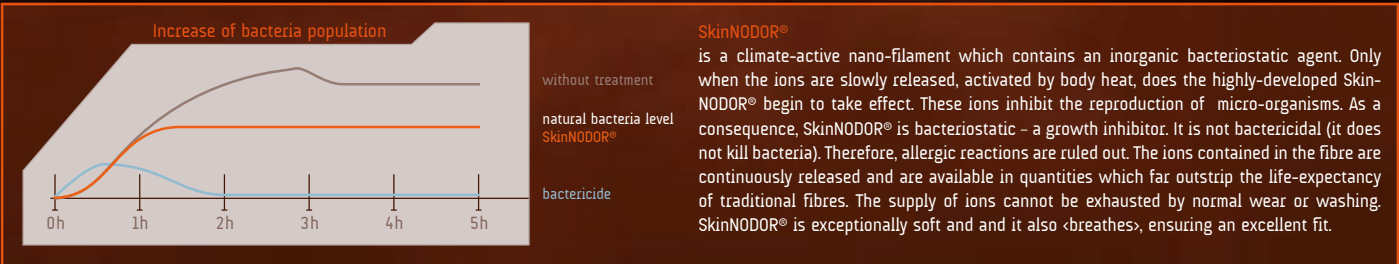 Increase of bacteria population
without treatment
natural bacteria level
SkinNODOR®
bactericide
0h 1h 2h 3h 4h 5h
SkinNODOR®
is a climate-active nano-filament which contains an inorganic bacteriostatic agent. Only
when the ions are slowly released, activated by body heat, does the highly-developed Skin-
NODOR® begin to take effect. These ions inhibit the reproduction of micro-organisms. As a
consequence, SkinNODOR® is bacteriostatic – a growth inhibitor. It is not bactericidal (it does
not kill bacteria). Therefore, allergic reactions are ruled out. The ions contained in the fibre are
continuously released and are available in quantities which far outstrip the life-expectancy
of traditional fibres. The supply of ions cannot be exhausted by normal wear or washing.
SkinNODOR® is exceptionally soft and and it also ‹breathes›, ensuring an excellent fit.